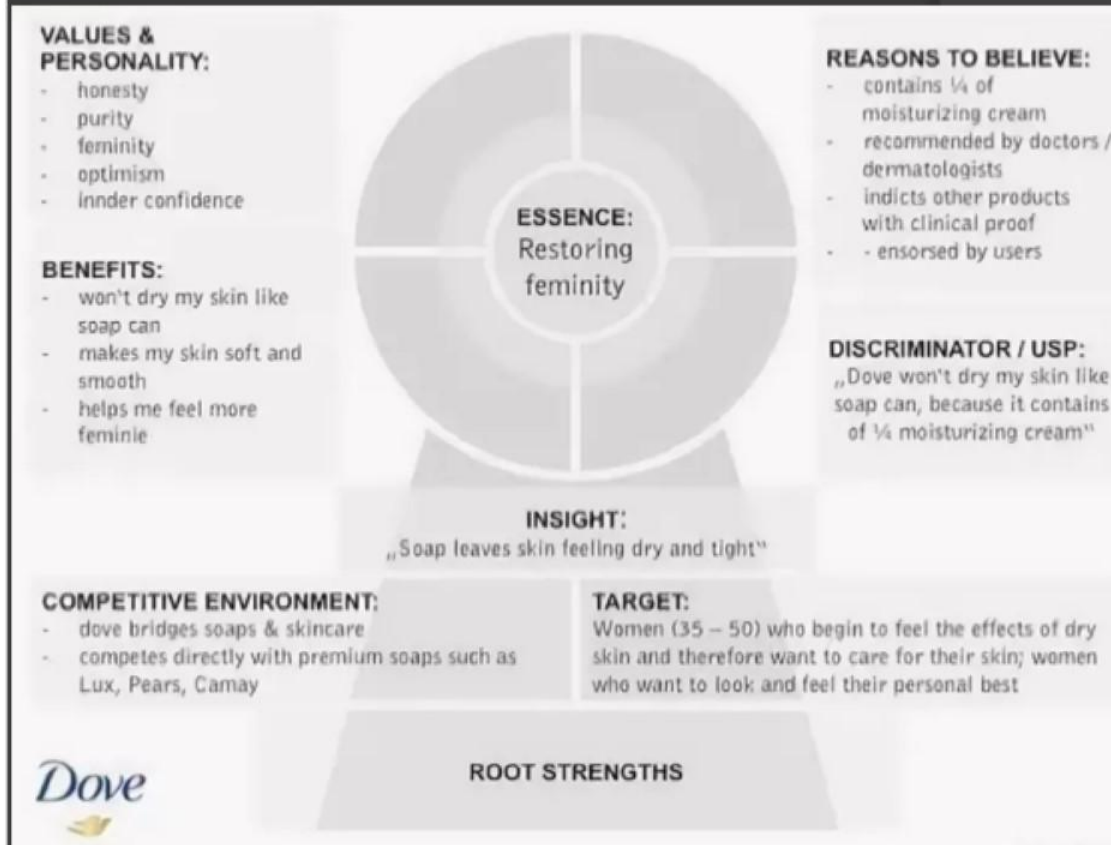 VALUES &
PERSONALITY:
- honesty
- purity
- feminity
- optimism
- innder confidence
BENEFITS:
- won't dry my skin like
soap can
- makes my skin soft and
smooth
- helps me feel more
feminie
ESSENCE:
Restoring
feminity
REASONS TO BELIEVE:
- contains ¼ of
moisturizing cream
- recommended by doctors /
dermatologists
- indicts other products
with clinical proof
- - ensorsed by users
DISCRIMINATOR / USP:
„Dove won't dry my skin like
soap can, because it contains
of ¼ moisturizing cream“
INSIGHT:
„Soap leaves skin feeling dry and tight“
COMPETITIVE ENVIRONMENT:
- dove bridges soaps & skincare
- competes directly with premium soaps such as
Lux, Pears, Camay
TARGET:
Women (35 – 50) who begin to feel the effects of dry
skin and therefore want to care for their skin; women
who want to look and feel their personal best
ROOT STRENGTHS
Dove